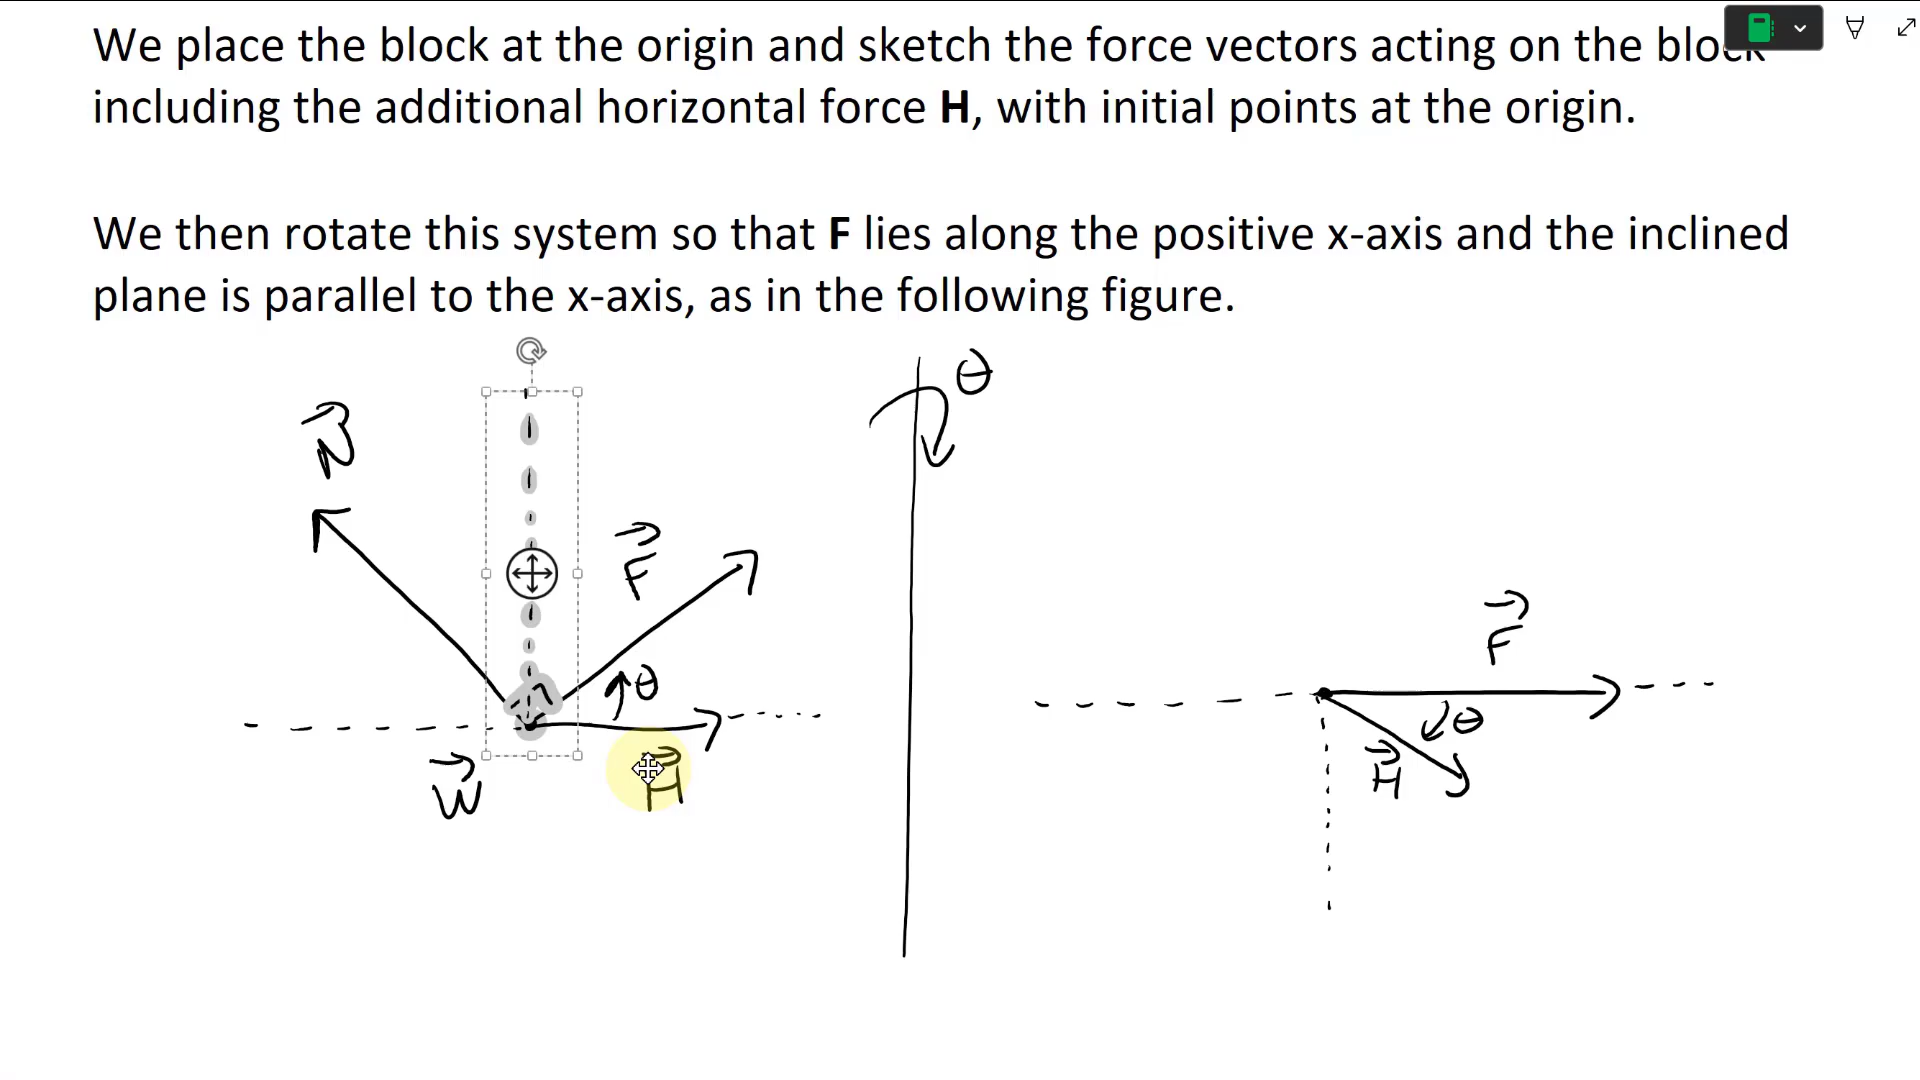 We place the block at the origin and sketch the force vectors acting on the block
including the additional horizontal force H, with initial points at the origin.
We then rotate this system so that F lies along the positive x-axis and the inclined
plane is parallel to the x-axis, as in the following figure.
θ
N
F
θ
W
H
F
θ
H